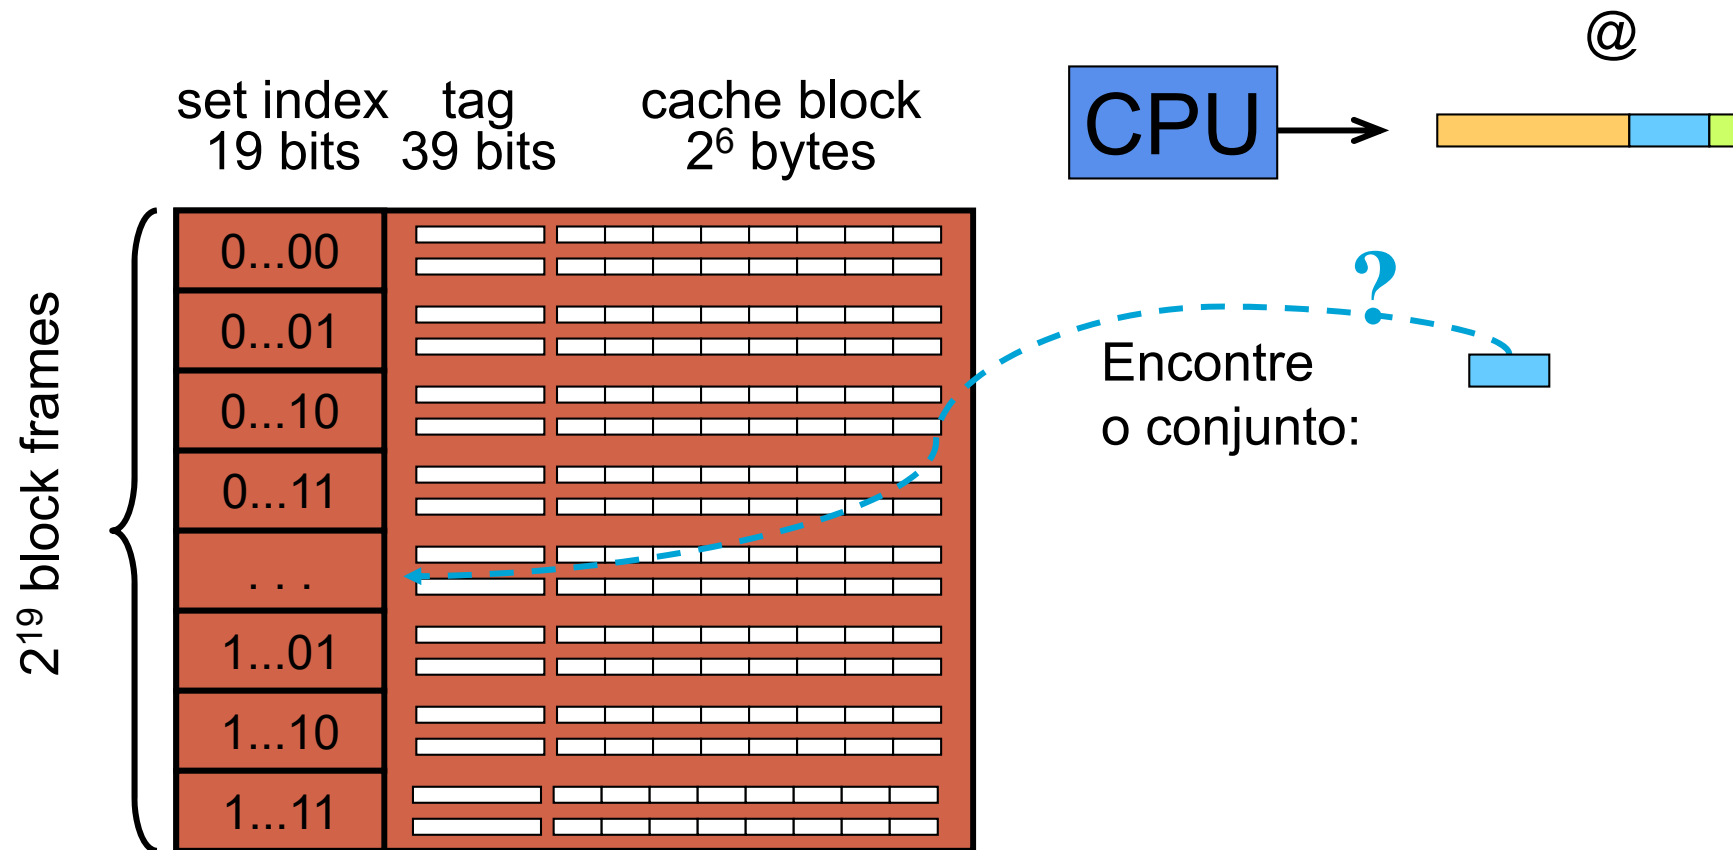 @
set index tag cache block
19 bits 39 bits 2⁶ bytes
CPU
2¹⁹ block frames
0...00
0...01
0...10
0...11
. . .
1...01
1...10
1...11
?
Encontre
o conjunto: